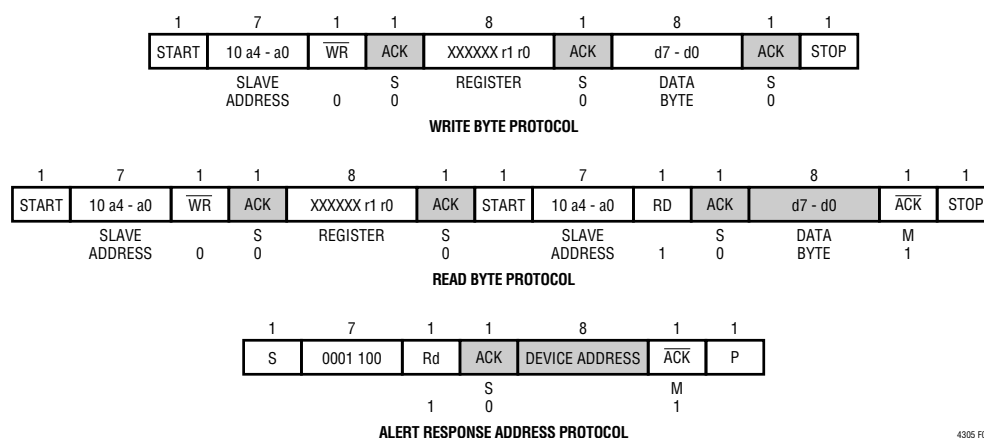 1 7 1 1 8 1 8 1 1
START 10 a4 - a0 WR ACK XXXXXX r1 r0 ACK d7 - d0 ACK STOP
SLAVE S REGISTER S DATA S
ADDRESS 0 0 0 BYTE 0
WRITE BYTE PROTOCOL
1 7 1 1 8 1 1 7 1 1 8 1 1
START 10 a4 - a0 WR ACK XXXXXX r1 r0 ACK START 10 a4 - a0 RD ACK d7 - d0 ACK STOP
SLAVE S REGISTER S SLAVE S DATA M
ADDRESS 0 0 0 ADDRESS 1 0 BYTE 1
READ BYTE PROTOCOL
1 7 1 1 8 1 1
S 0001 100 Rd ACK DEVICE ADDRESS ACK P
S M
1 0 1
ALERT RESPONSE ADDRESS PROTOCOL
4305